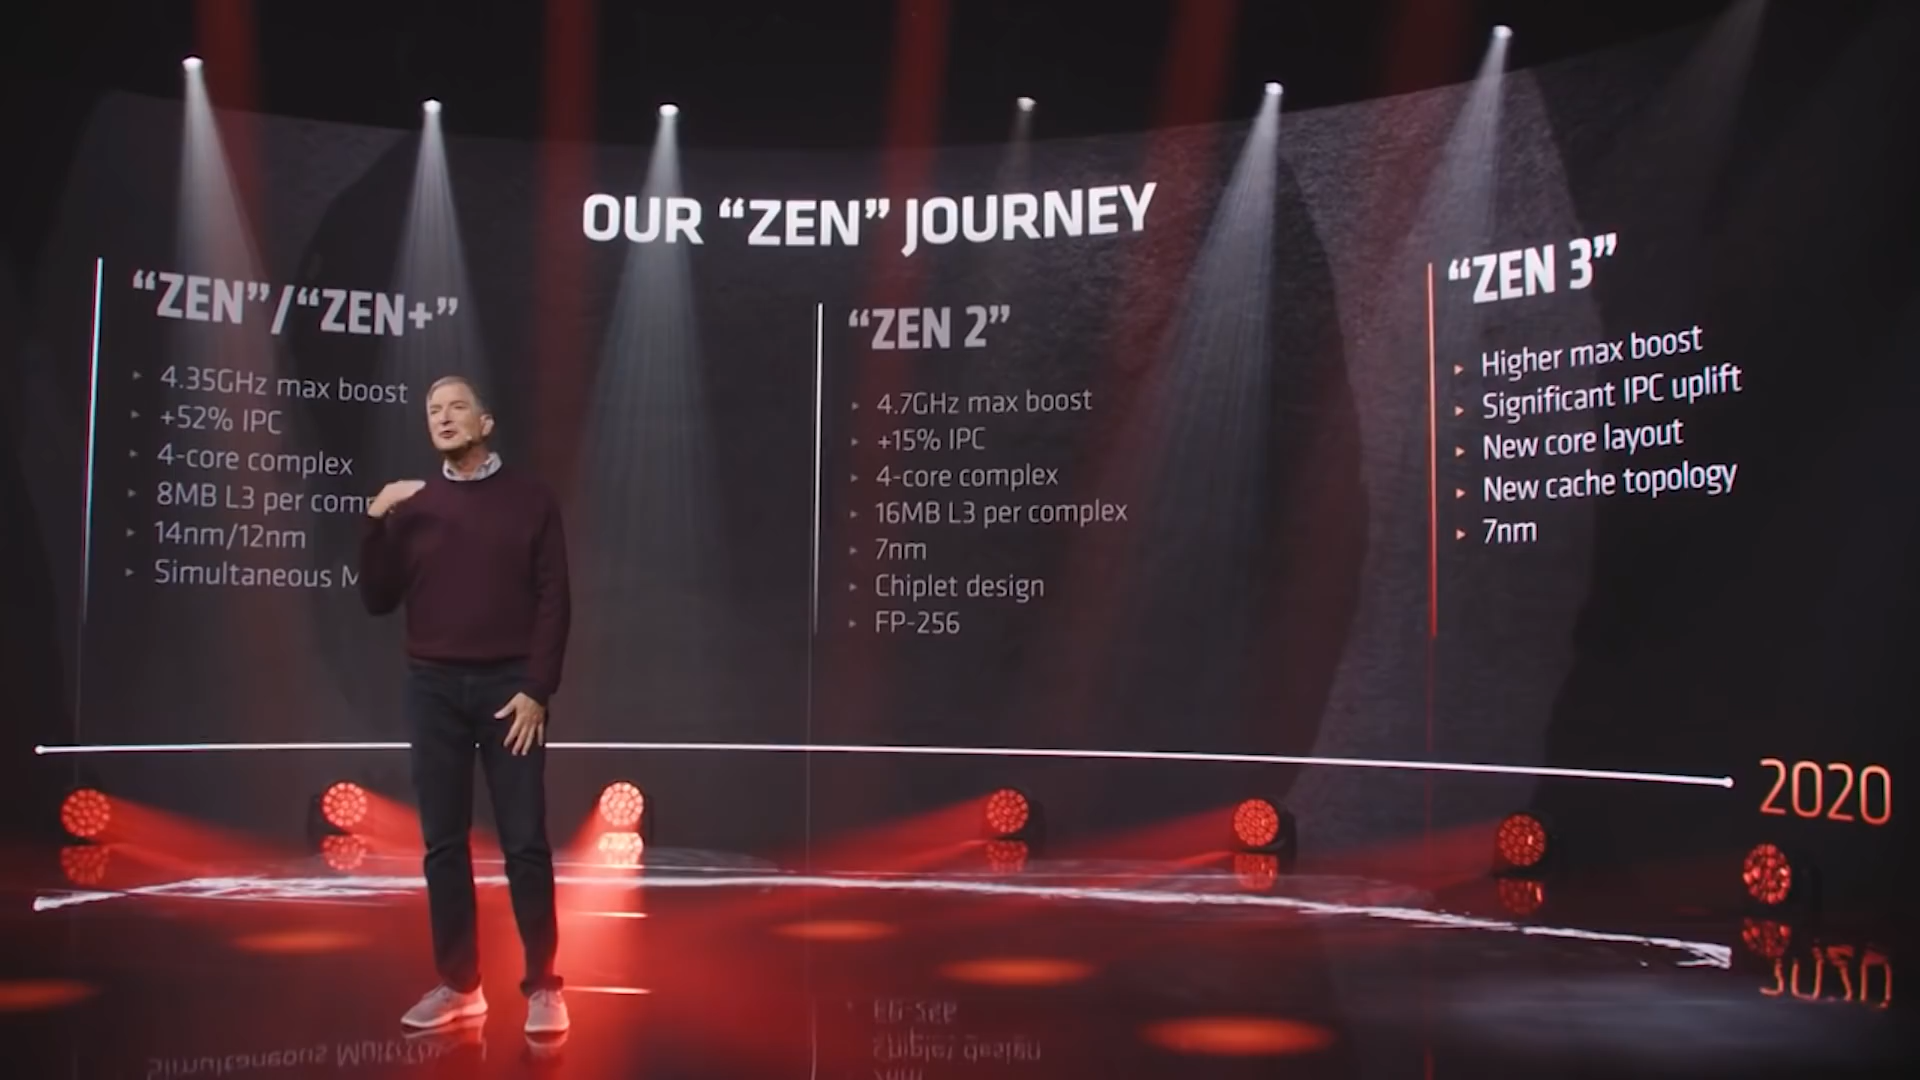 OUR “ZEN” JOURNEY
“ZEN”/“ZEN+”
4.35GHz max boost
+52% IPC
4-core complex
8MB L3 per com
14nm/12nm
Simultaneous M
“ZEN 2”
4.7GHz max boost
+15% IPC
4-core complex
16MB L3 per complex
7nm
Chiplet design
FP-256
“ZEN 3”
Higher max boost
Significant IPC uplift
New core layout
New cache topology
7nm
2020